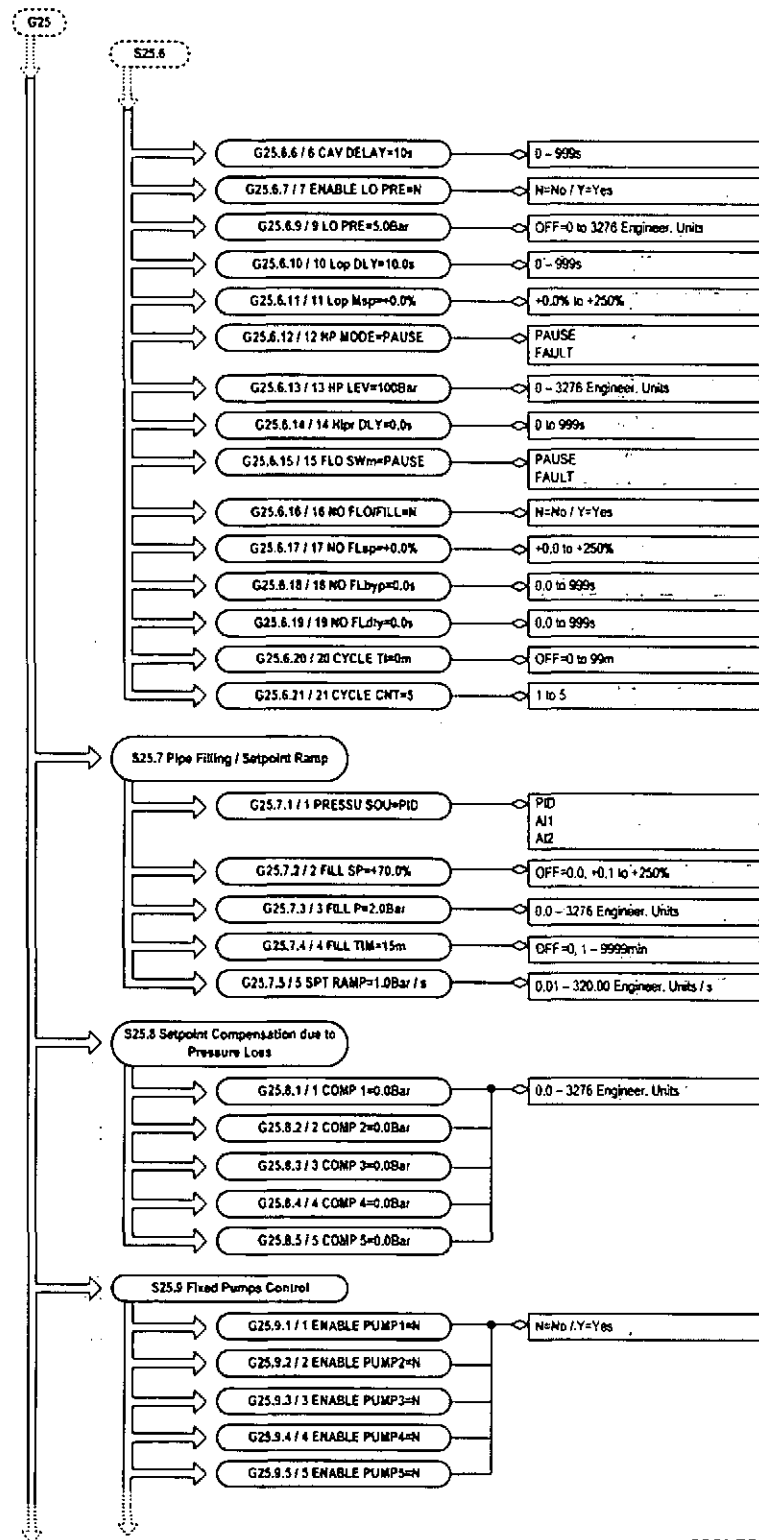 G25
S25.6
G25.6.6 / 6 CAV DELAY=10s
0 – 999s
G25.6.7 / 7 ENABLE LO PRE=N
N=No / Y=Yes
G25.6.9 / 9 LO PRE=5.0Bar
OFF=0 to 3276 Engineer. Units
G25.6.10 / 10 Lop DLY=10.0s
0 – 999s
G25.6.11 / 11 Lop Msp=+0.0%
+0.0% to +250%
G25.6.12 / 12 HP MODE=PAUSE
PAUSE
FAULT
G25.6.13 / 13 HP LEV=100Bar
0 – 3276 Engineer. Units
G25.6.14 / 14 Hipr DLY=0.0s
0 to 999s
G25.6.15 / 15 FLO SWm=PAUSE
PAUSE
FAULT
G25.6.16 / 16 NO FLO/FILL=N
N=No / Y=Yes
G25.6.17 / 17 NO FLsp=+0.0%
+0.0 to +250%
G25.6.18 / 18 NO FLbyp=0.0s
0.0 to 999s
G25.6.19 / 19 NO FLdly=0.0s
0.0 to 999s
G25.6.20 / 20 CYCLE TI=0m
OFF=0 to 99m
G25.6.21 / 21 CYCLE CNT=5
1 to 5
S25.7 Pipe Filling / Setpoint Ramp
G25.7.1 / 1 PRESSU SOU=PID
PID
AI1
AI2
G25.7.2 / 2 FILL SP=+70.0%
OFF=0.0, +0.1 to +250%
G25.7.3 / 3 FILL P=2.0Bar
0.0 – 3276 Engineer. Units
G25.7.4 / 4 FILL TIM=15m
OFF=0, 1 – 9999min
G25.7.5 / 5 SPT RAMP=1.0Bar / s
0.01 – 320.00 Engineer. Units / s
S25.8 Setpoint Compensation due to
Pressure Loss
G25.8.1 / 1 COMP 1=0.0Bar
0.0 – 3276 Engineer. Units
G25.8.2 / 2 COMP 2=0.0Bar
G25.8.3 / 3 COMP 3=0.0Bar
G25.8.4 / 4 COMP 4=0.0Bar
G25.8.5 / 5 COMP 5=0.0Bar
S25.9 Fixed Pumps Control
G25.9.1 / 1 ENABLE PUMP1=N
N=No / Y=Yes
G25.9.2 / 2 ENABLE PUMP2=N
G25.9.3 / 3 ENABLE PUMP3=N
G25.9.4 / 4 ENABLE PUMP4=N
G25.9.5 / 5 ENABLE PUMP5=N